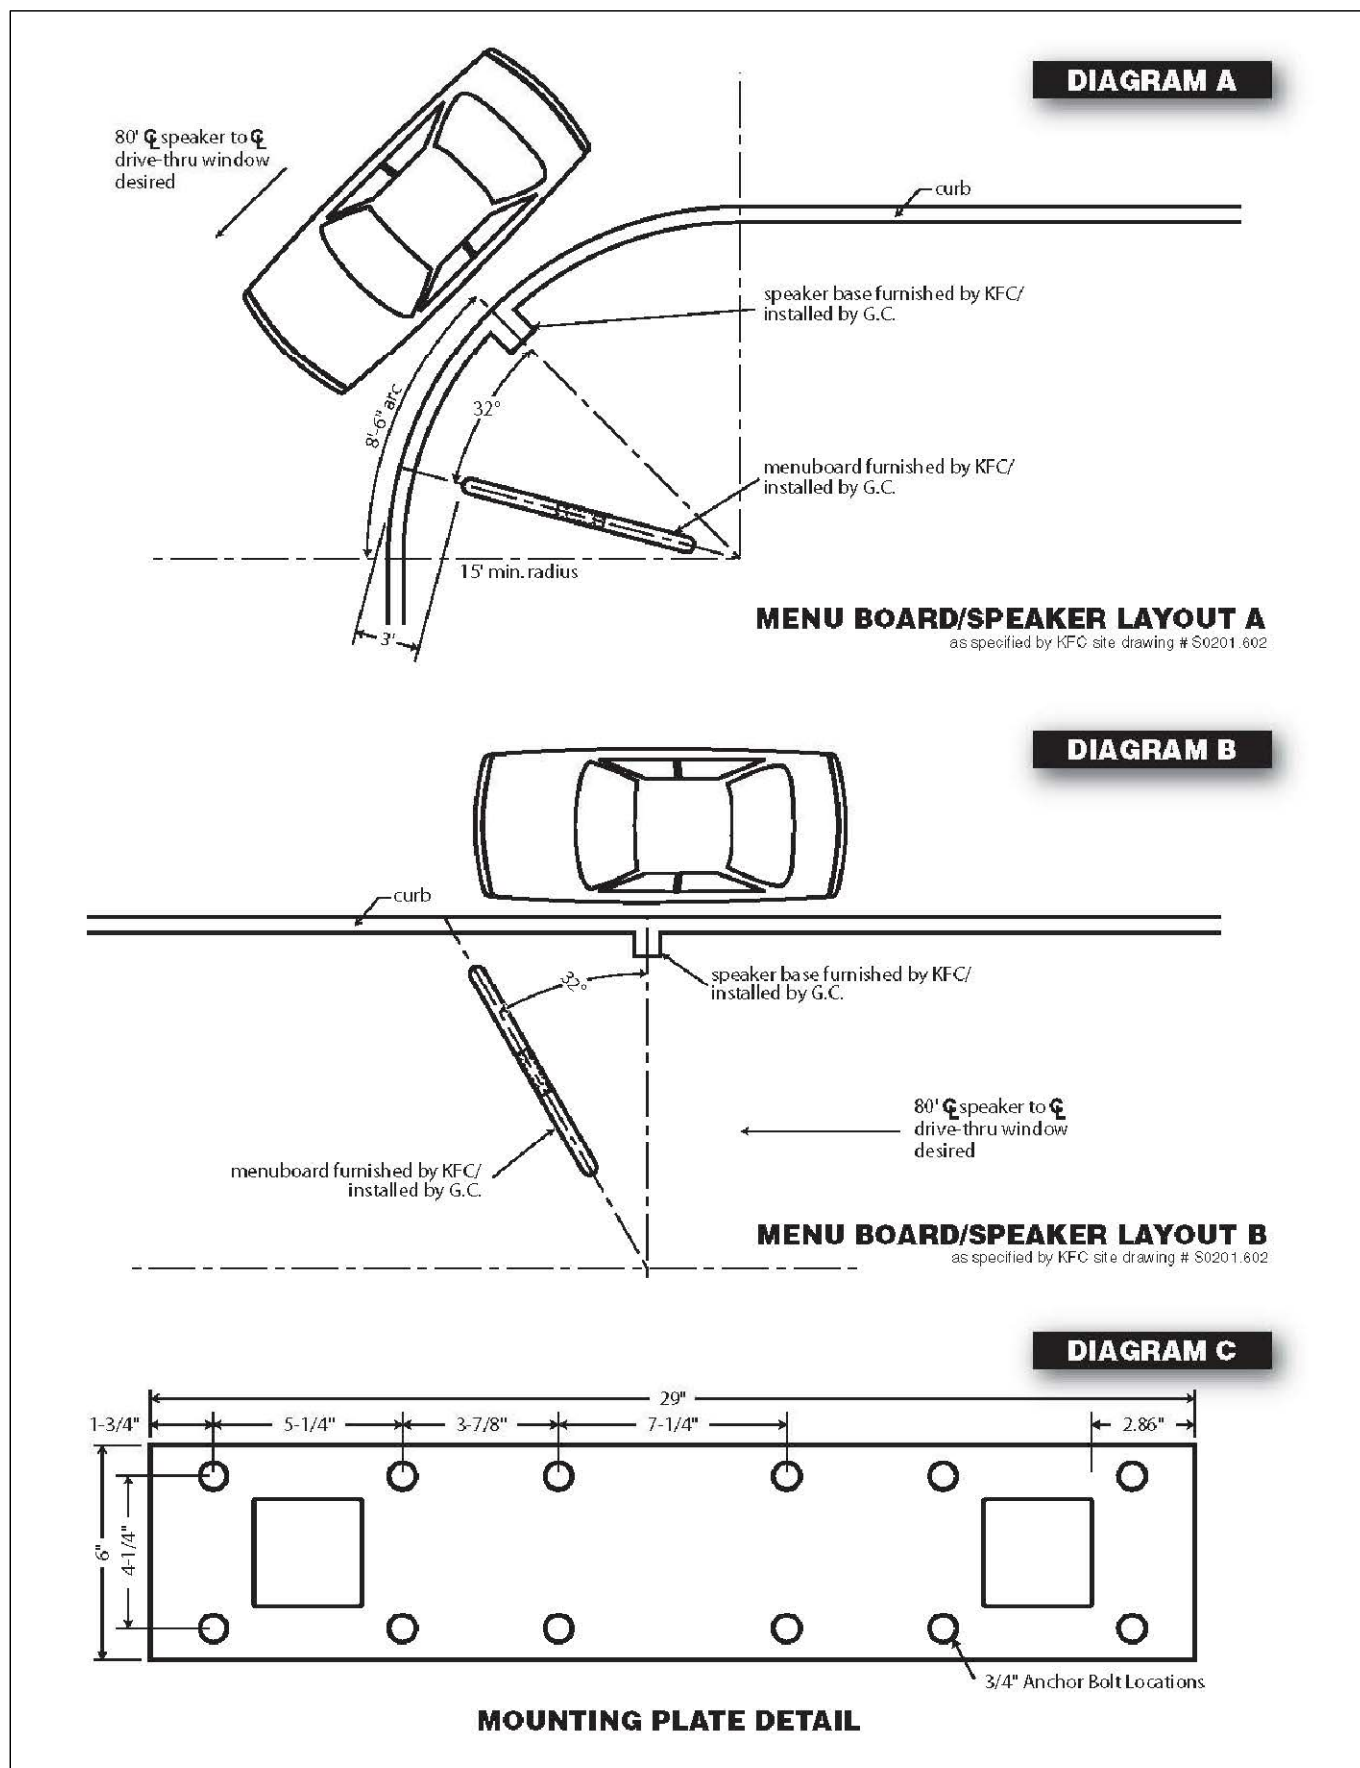 DIAGRAM A
80' ℄ speaker to ℄
drive-thru window
desired
curb
speaker base furnished by KFC/
installed by G.C.
32°
8'-6" arc
menuboard furnished by KFC/
installed by G.C.
15' min. radius
3'
MENU BOARD/SPEAKER LAYOUT A
as specified by KFC site drawing # S0201.602
DIAGRAM B
curb
32°
speaker base furnished by KFC/
installed by G.C.
80' ℄ speaker to ℄
drive-thru window
desired
menuboard furnished by KFC/
installed by G.C.
MENU BOARD/SPEAKER LAYOUT B
as specified by KFC site drawing # S0201.602
DIAGRAM C
29"
1-3/4" 5-1/4" 3-7/8" 7-1/4" 2.86"
6"
4-1/4"
3/4" Anchor Bolt Locations
MOUNTING PLATE DETAIL